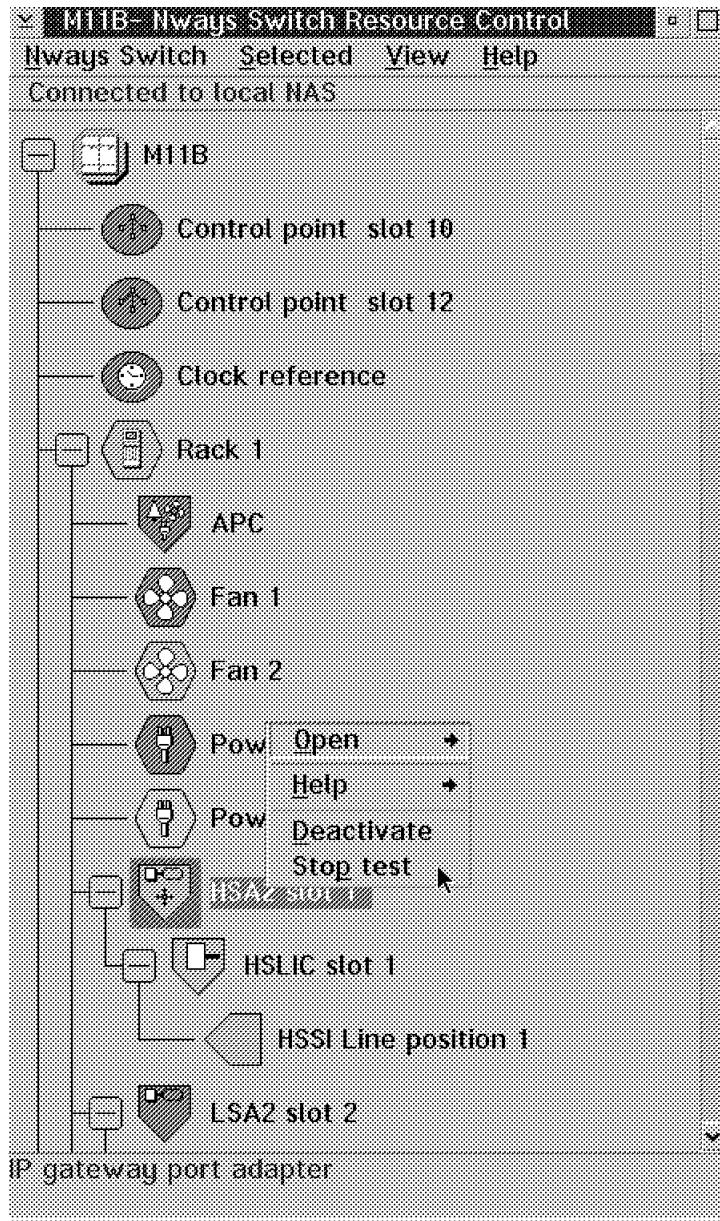 M11B- Nways Switch Resource Control
Nways Switch Selected View Help
Connected to local NAS
M11B
Control point slot 10
Control point slot 12
Clock reference
Rack 1
APC
Fan 1
Fan 2
Pow
Open
Help
Pow
Deactivate
Stop test
HSA2 slot 1
HSLIC slot 1
HSSI Line position 1
LSA2 slot 2
IP gateway port adapter